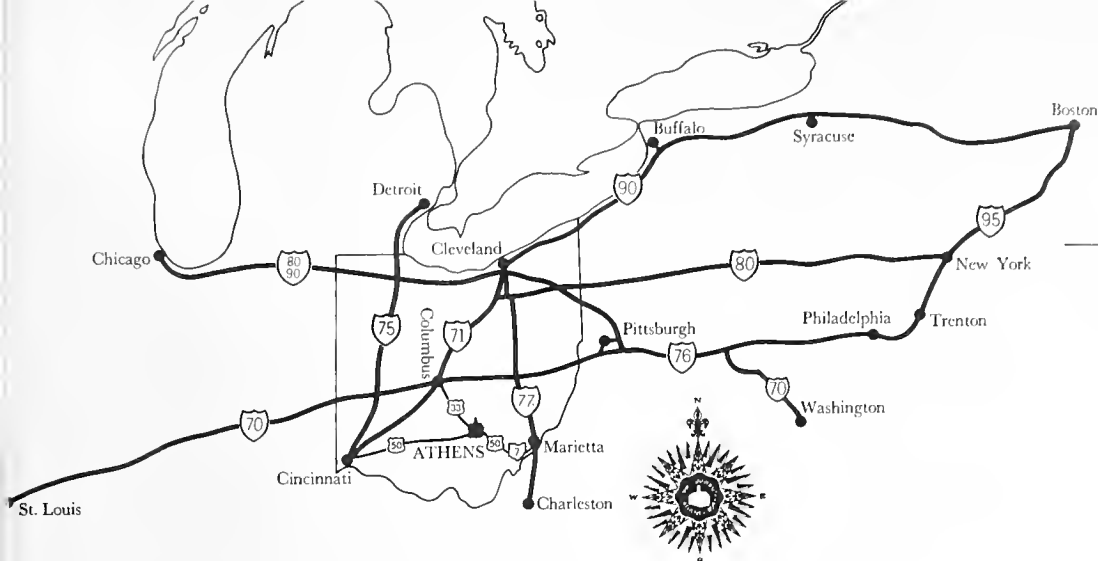 Boston
Buffalo
Syracuse
90
Detroit
95
Cleveland
Chicago
80
90
80
New York
75
71
Columbus
Pittsburgh
Philadelphia
Trenton
76
70
33
77
Washington
70
50
ATHENS
50
7
Marietta
Cincinnati
N
W
E
St. Louis
Charleston